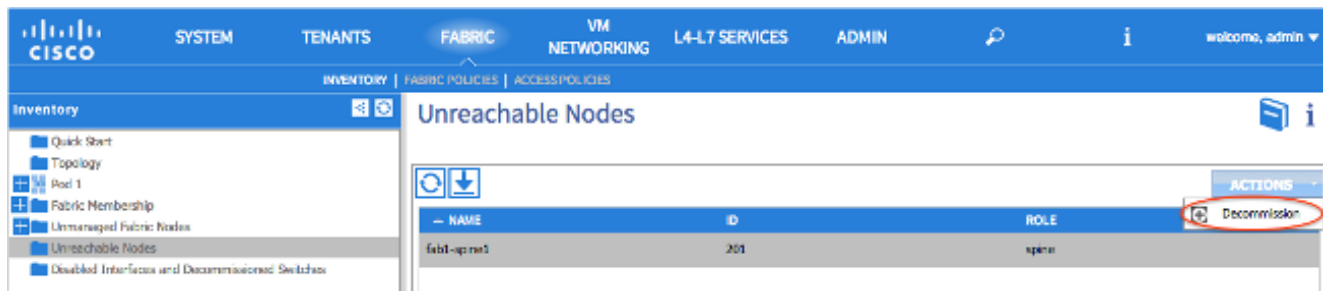 CISCO
SYSTEM
TENANTS
FABRIC
VM NETWORKING
L4-L7 SERVICES
ADMIN
i
welcome, admin
INVENTORY | FABRIC POLICIES | ACCESS POLICIES
Inventory
Quick Start
Topology
Pod 1
Fabric Membership
Unmanaged Fabric Nodes
Unreachable Nodes
Disabled Interfaces and Decommissioned Switches
Unreachable Nodes
i
ACTIONS
Decommission
NAME
ID
ROLE
fab1-spine1
201
spine